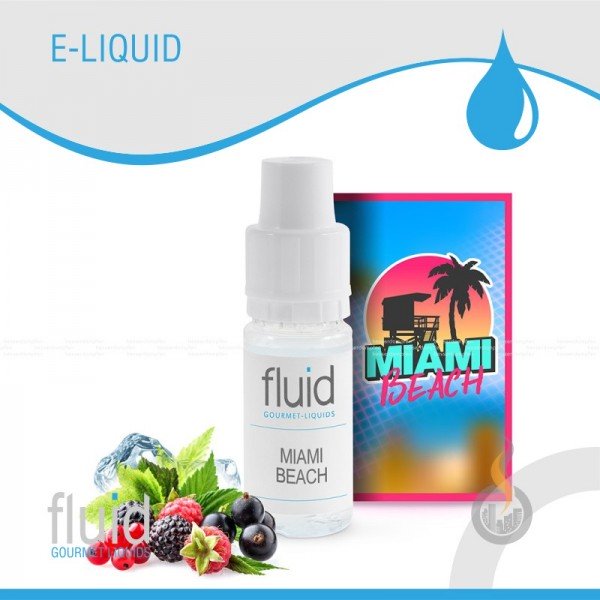 E-LIQUID
MIAMI
BEACH
fluid
GOURMET-LIQUIDS
MIAMI
BEACH
fluid
GOURMET LIQUIDS